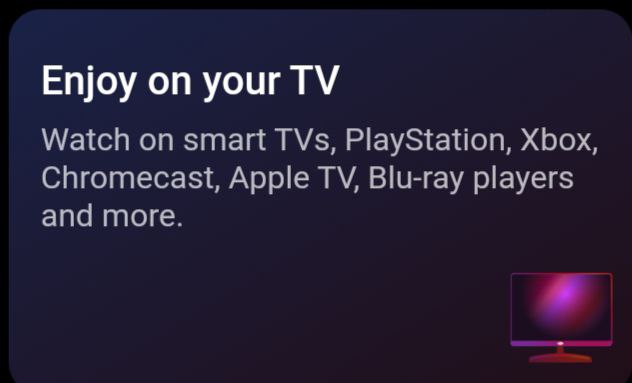 Enjoy on your TV
Watch on smart TVs, PlayStation, Xbox,
Chromecast, Apple TV, Blu-ray players
and more.